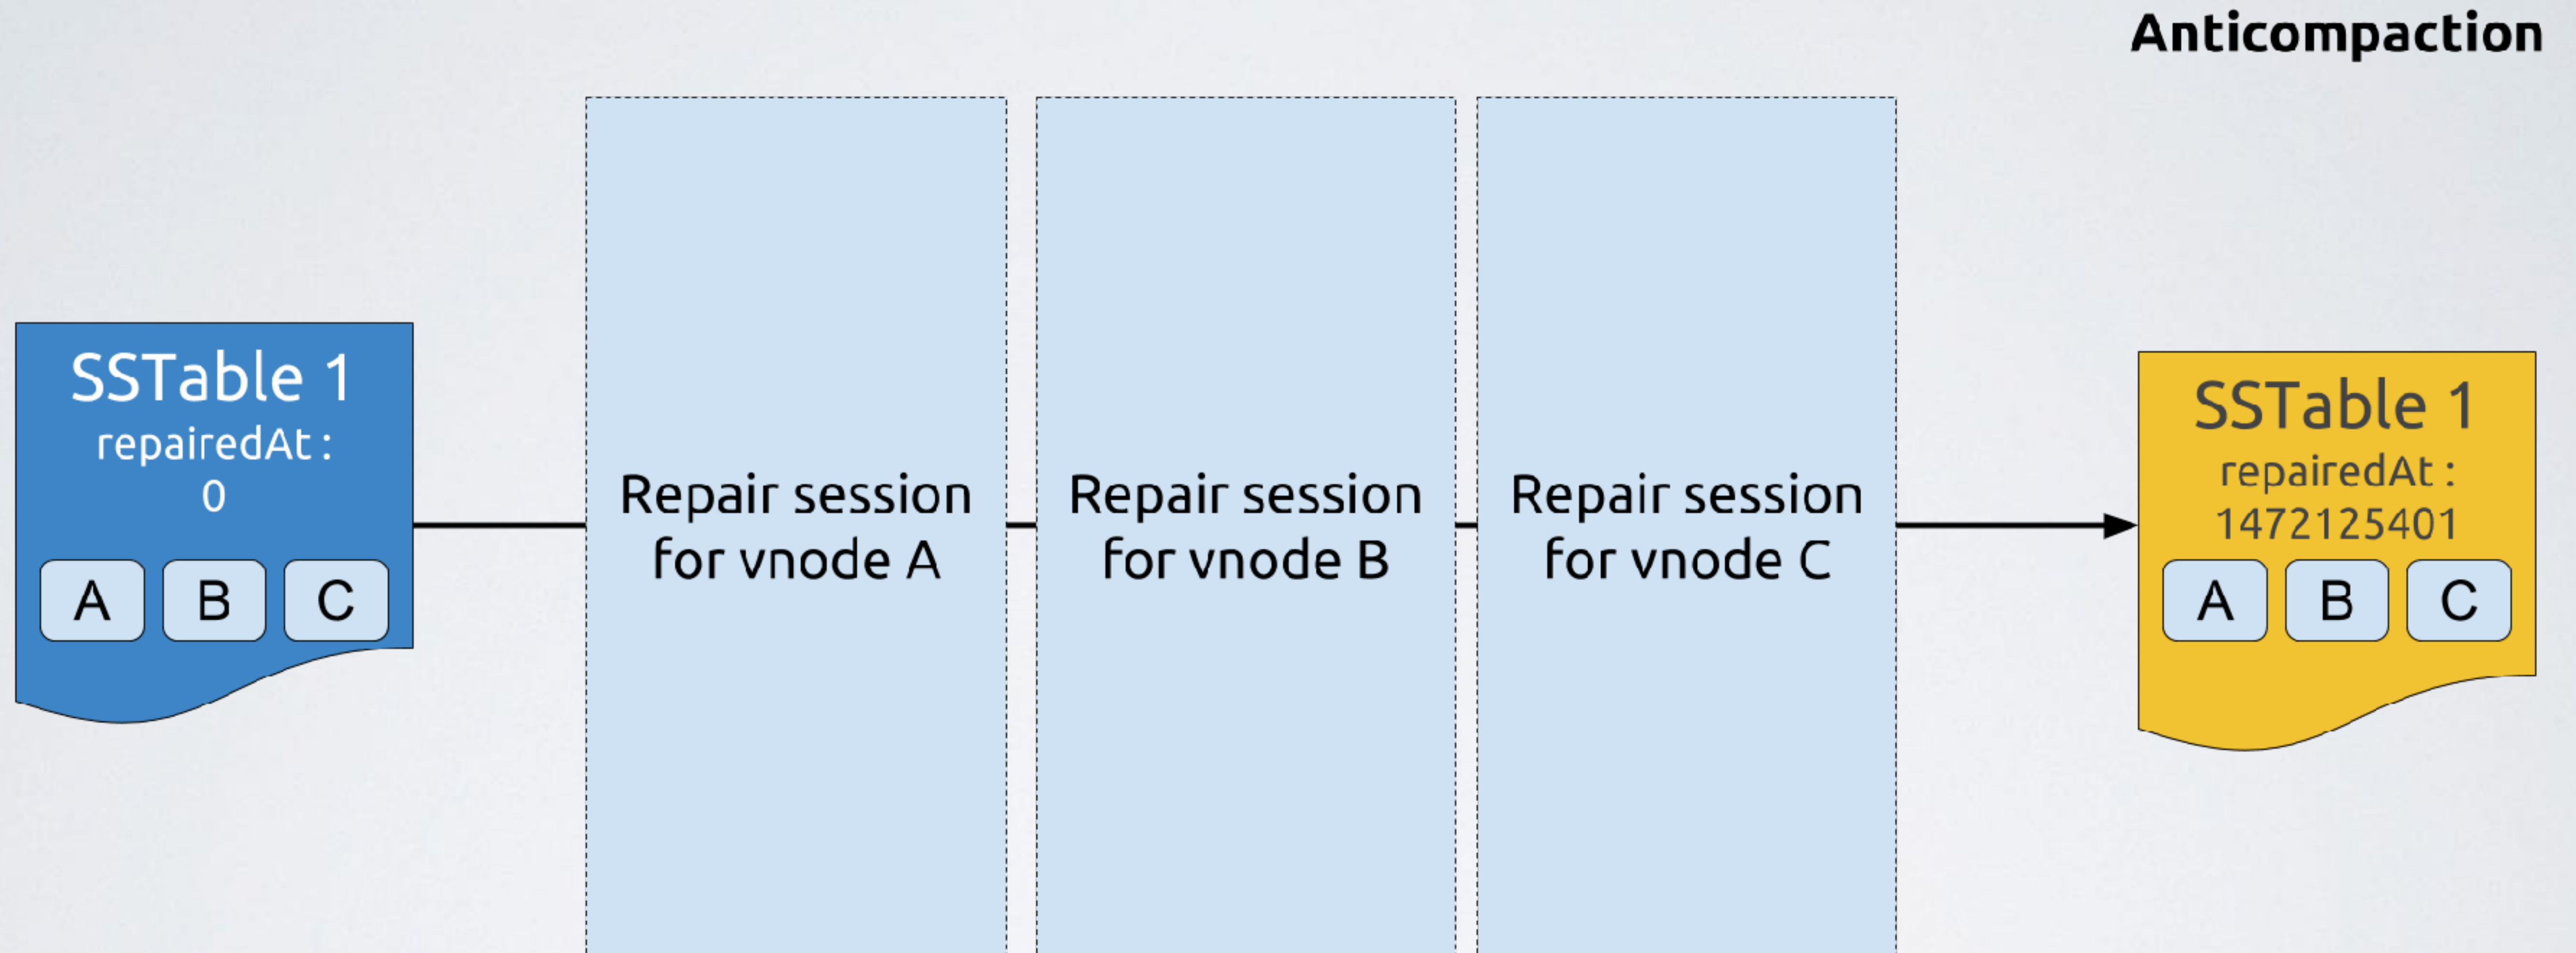 Anticompaction
SSTable 1
repairedAt :
0
A B C
Repair session
for vnode A
Repair session
for vnode B
Repair session
for vnode C
SSTable 1
repairedAt :
1472125401
A B C